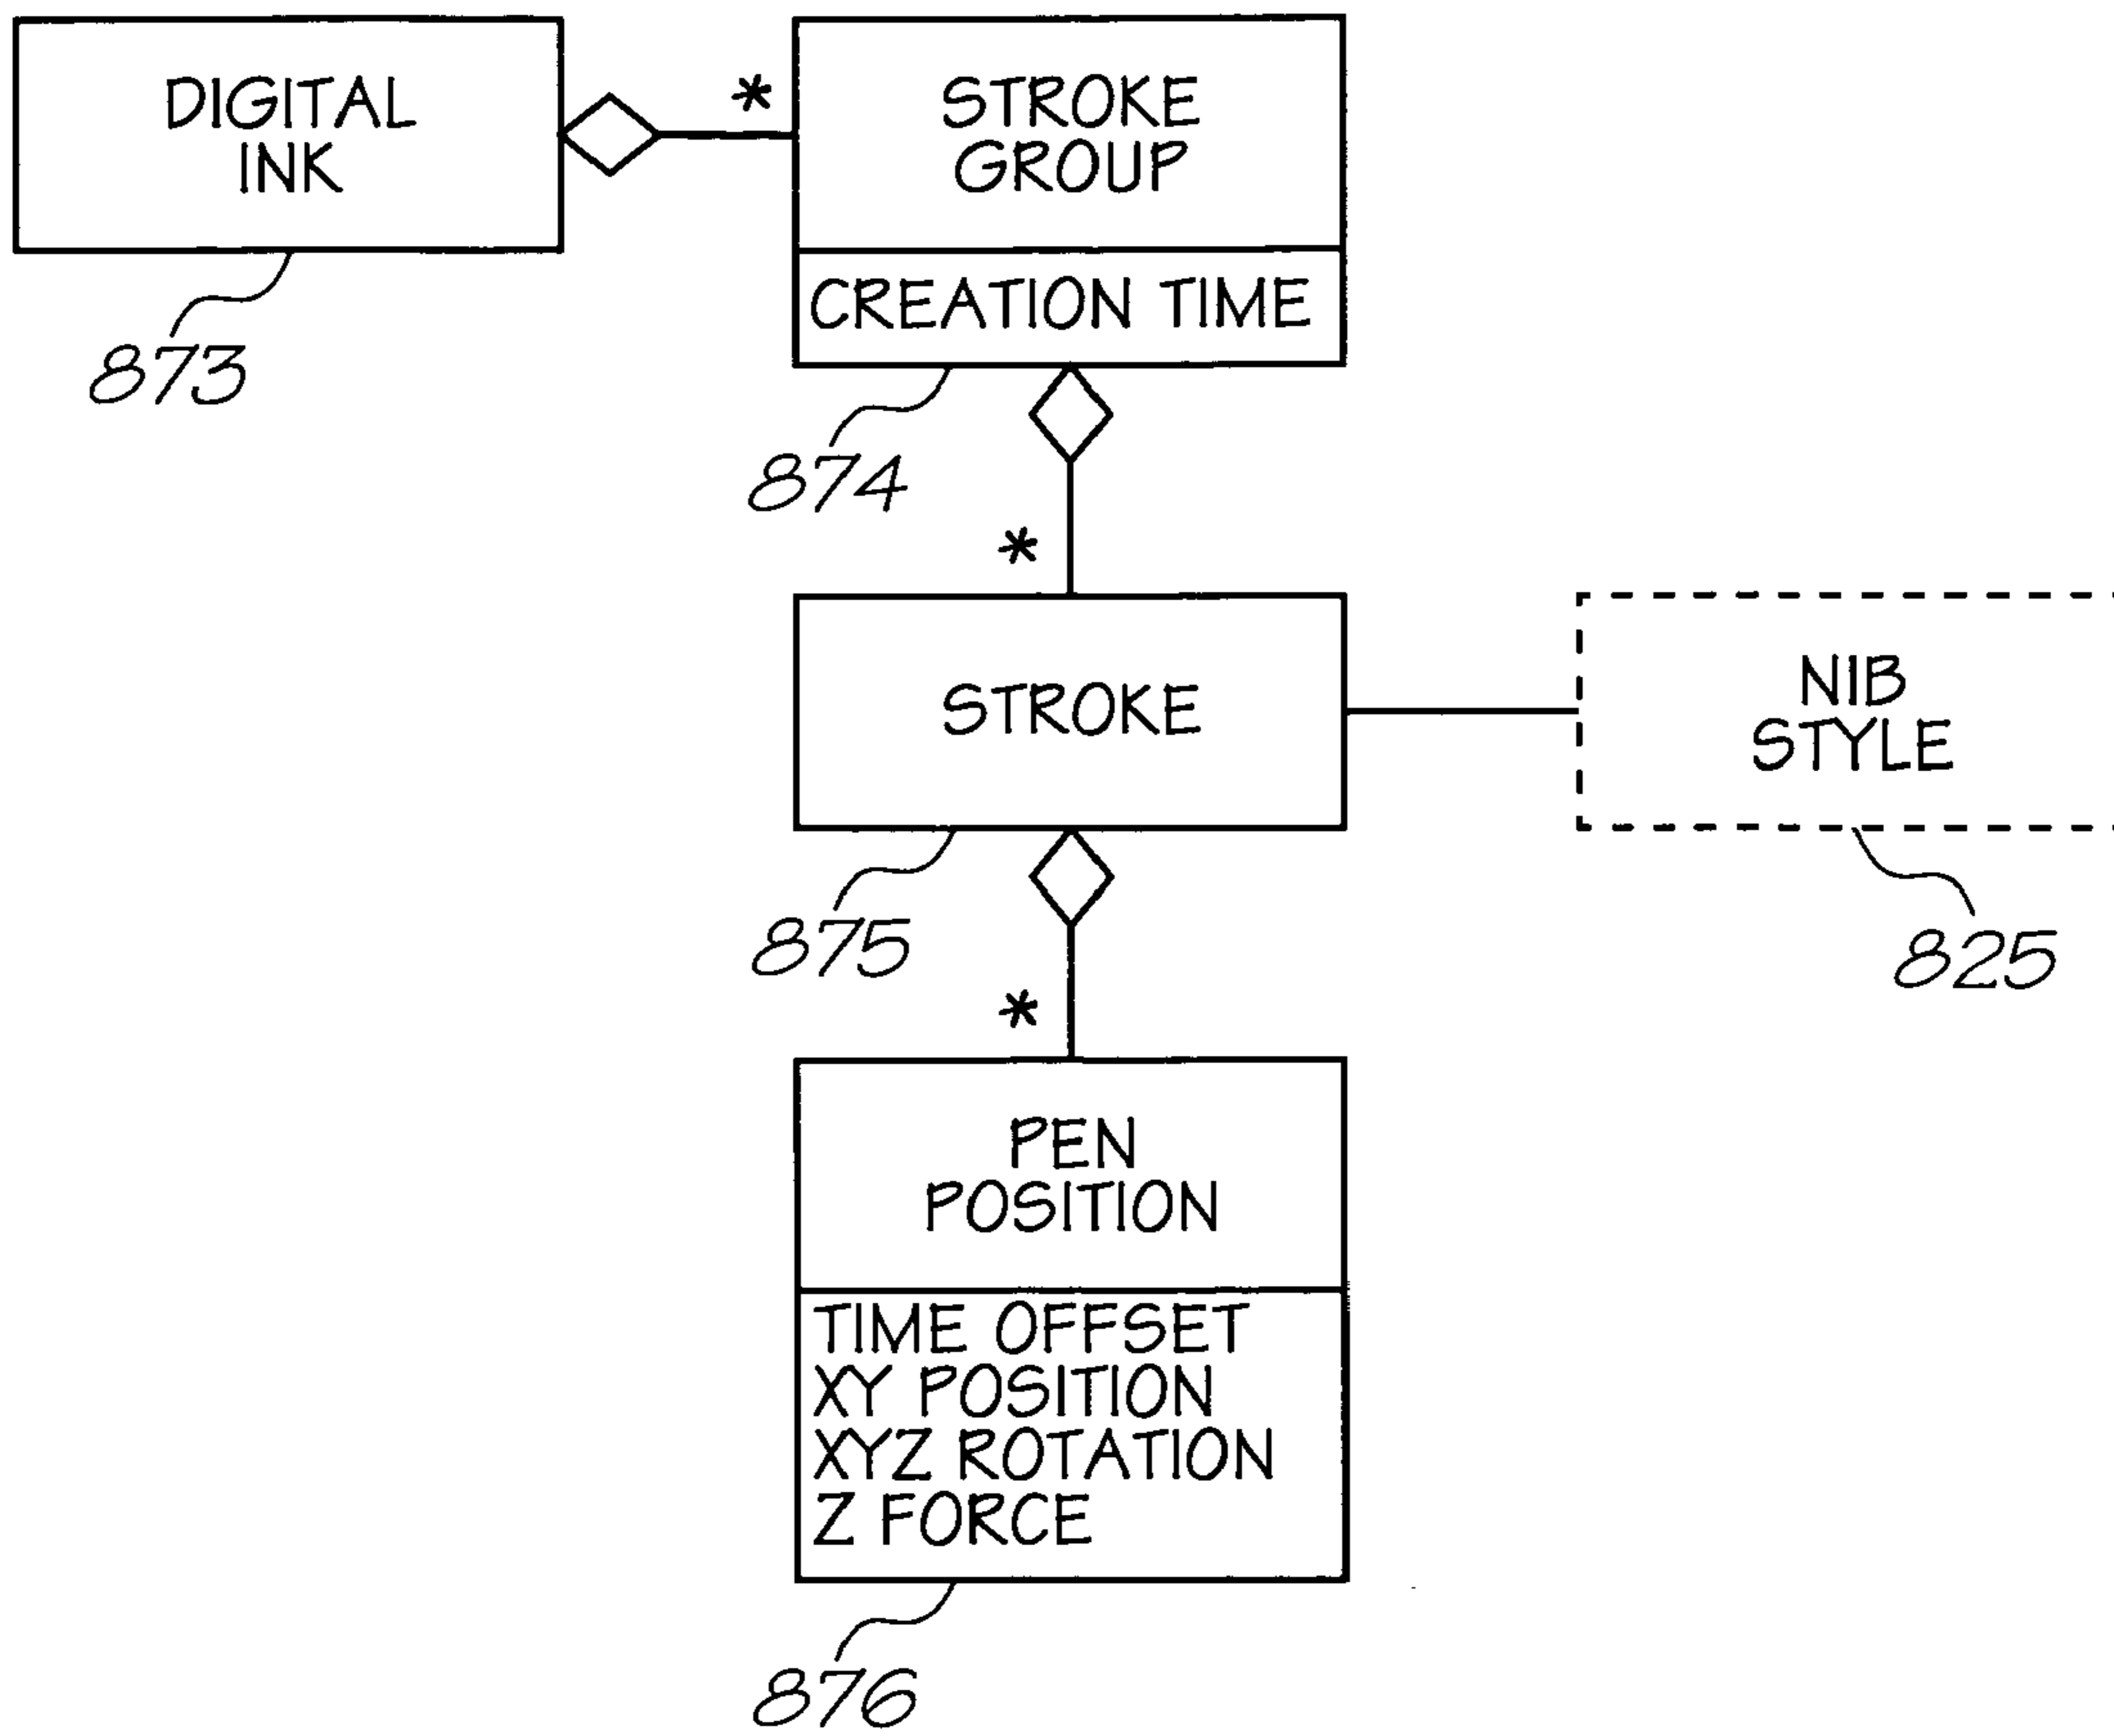 DIGITAL
INK
873
*
STROKE
GROUP
CREATION TIME
874
*
STROKE
875
NIB
STYLE
825
*
PEN
POSITION
TIME OFFSET
XY POSITION
XYZ ROTATION
Z FORCE
876